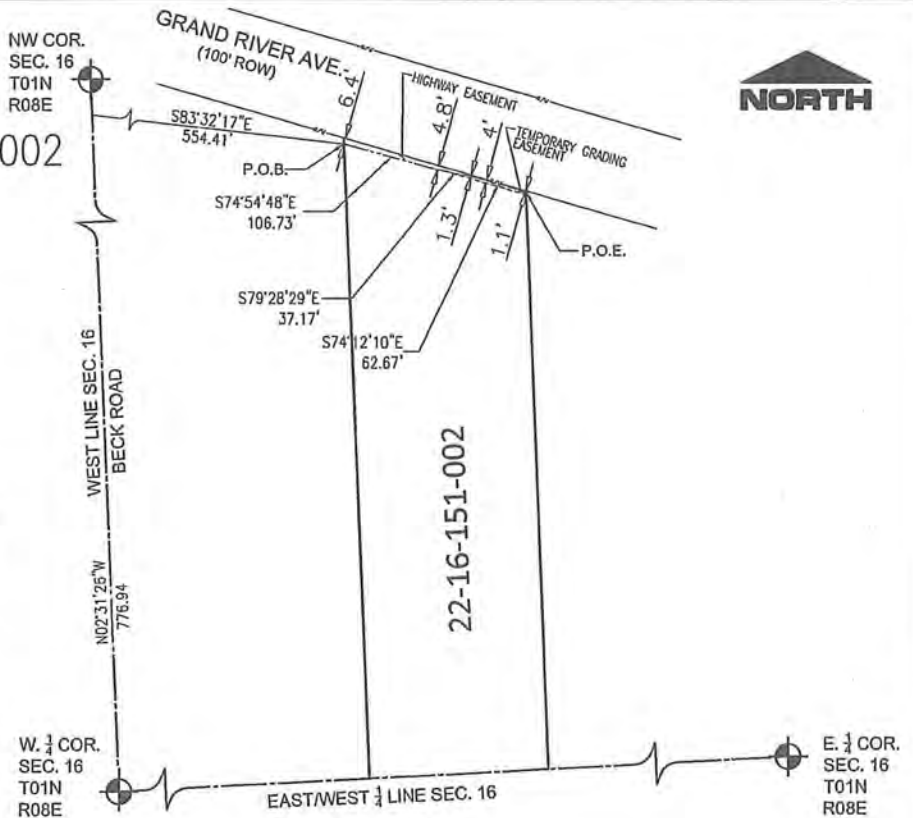 NW COR.
SEC. 16
T01N
R08E
002
GRAND RIVER AVE.
(100' ROW)
6.4
HIGHWAY EASEMENT
4.8'
4'
TEMPORARY GRADING
EASEMENT
NORTH
S83°32'17"E
554.41'
P.O.B.
S74°54'48"E
106.73'
1.3'
1.1'
P.O.E.
S79°28'29"E
37.17'
S74°12'10"E
62.67'
WEST LINE SEC. 16
BECK ROAD
N02°31'26"W
776.94
22-16-151-002
W. 1/4 COR.
SEC. 16
T01N
R08E
EAST/WEST 1/4 LINE SEC. 16
E. 1/4 COR.
SEC. 16
T01N
R08E